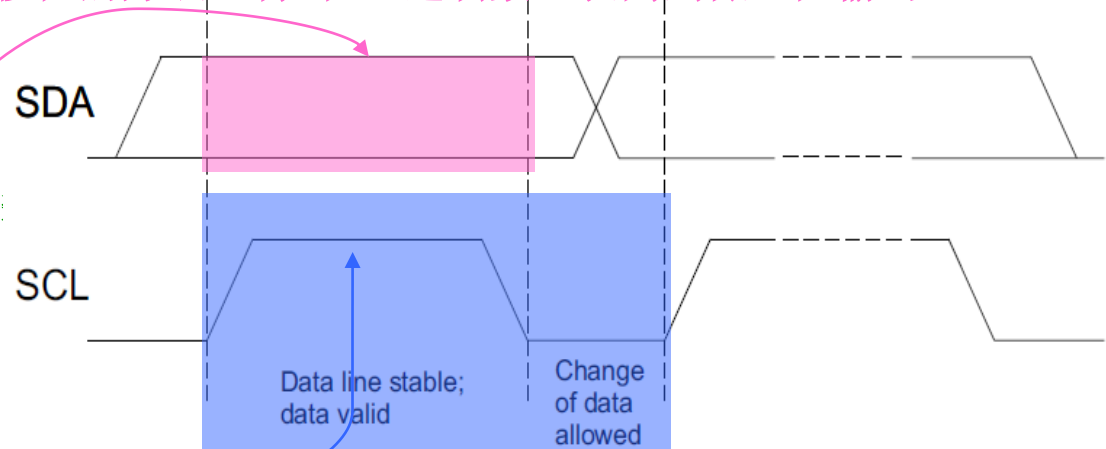 SDA
SCL
Data line stable;
data valid
Change
of data
allowed